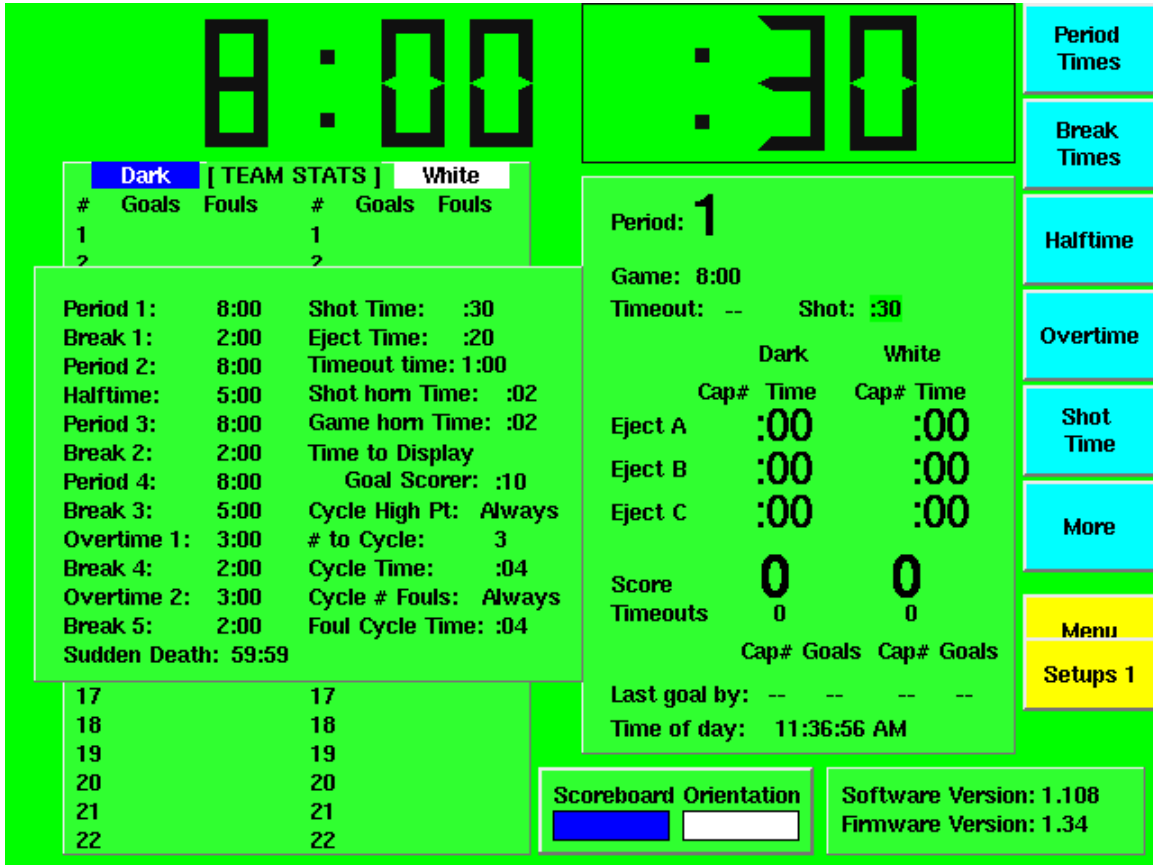 8:00
:30
Dark [ TEAM STATS ] White
# Goals Fouls # Goals Fouls
1 1
2 2
Period 1: 8:00 Shot Time: :30
Break 1: 2:00 Eject Time: :20
Period 2: 8:00 Timeout time: 1:00
Halftime: 5:00 Shot horn Time: :02
Period 3: 8:00 Game horn Time: :02
Break 2: 2:00 Time to Display
Period 4: 8:00 Goal Scorer: :10
Break 3: 5:00 Cycle High Pt: Always
Overtime 1: 3:00 # to Cycle: 3
Break 4: 2:00 Cycle Time: :04
Overtime 2: 3:00 Cycle # Fouls: Always
Break 5: 2:00 Foul Cycle Time: :04
Sudden Death: 59:59
17 17
18 18
19 19
20 20
21 21
22 22
Period: 1
Game: 8:00
Timeout: -- Shot: :30
Dark White
Cap# Time Cap# Time
Eject A :00 :00
Eject B :00 :00
Eject C :00 :00
Score 0 0
Timeouts 0 0
Cap# Goals Cap# Goals
Last goal by: -- -- -- --
Time of day: 11:36:56 AM
Scoreboard Orientation
Software Version: 1.108
Firmware Version: 1.34
Period
Times
Break
Times
Halftime
Overtime
Shot
Time
More
Menu
Setups 1